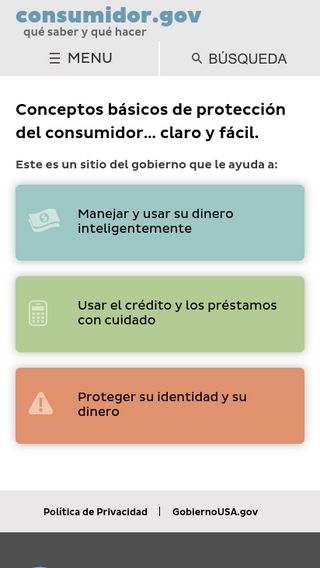 consumidor.gov
qué saber y qué hacer
MENU
BÚSQUEDA
Conceptos básicos de protección
del consumidor... claro y fácil.
Este es un sitio del gobierno que le ayuda a:
Manejar y usar su dinero
inteligentemente
Usar el crédito y los préstamos
con cuidado
Proteger su identidad y su
dinero
Política de Privacidad | GobiernoUSA.gov